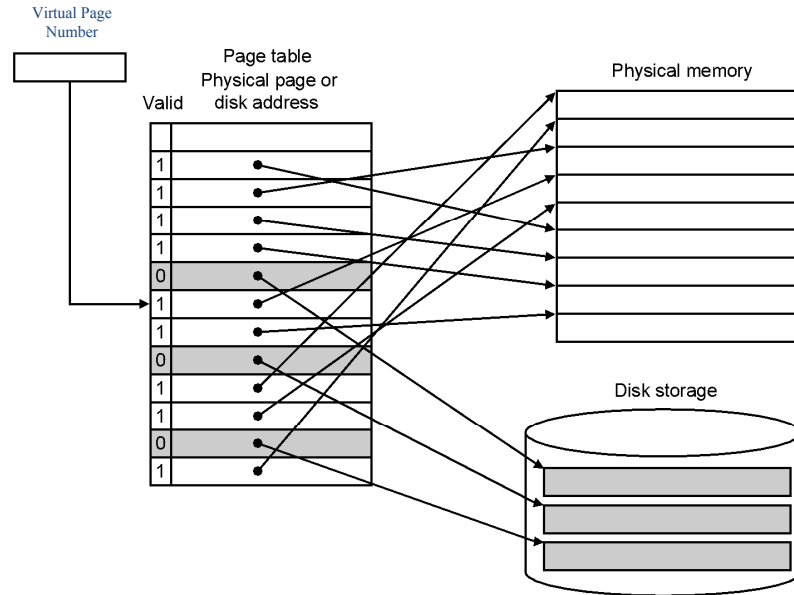 Virtual Page
Number
Page table
Physical page or
disk address
Valid
Physical memory
1
1
1
1
0
1
1
0
1
1
0
1
Disk storage